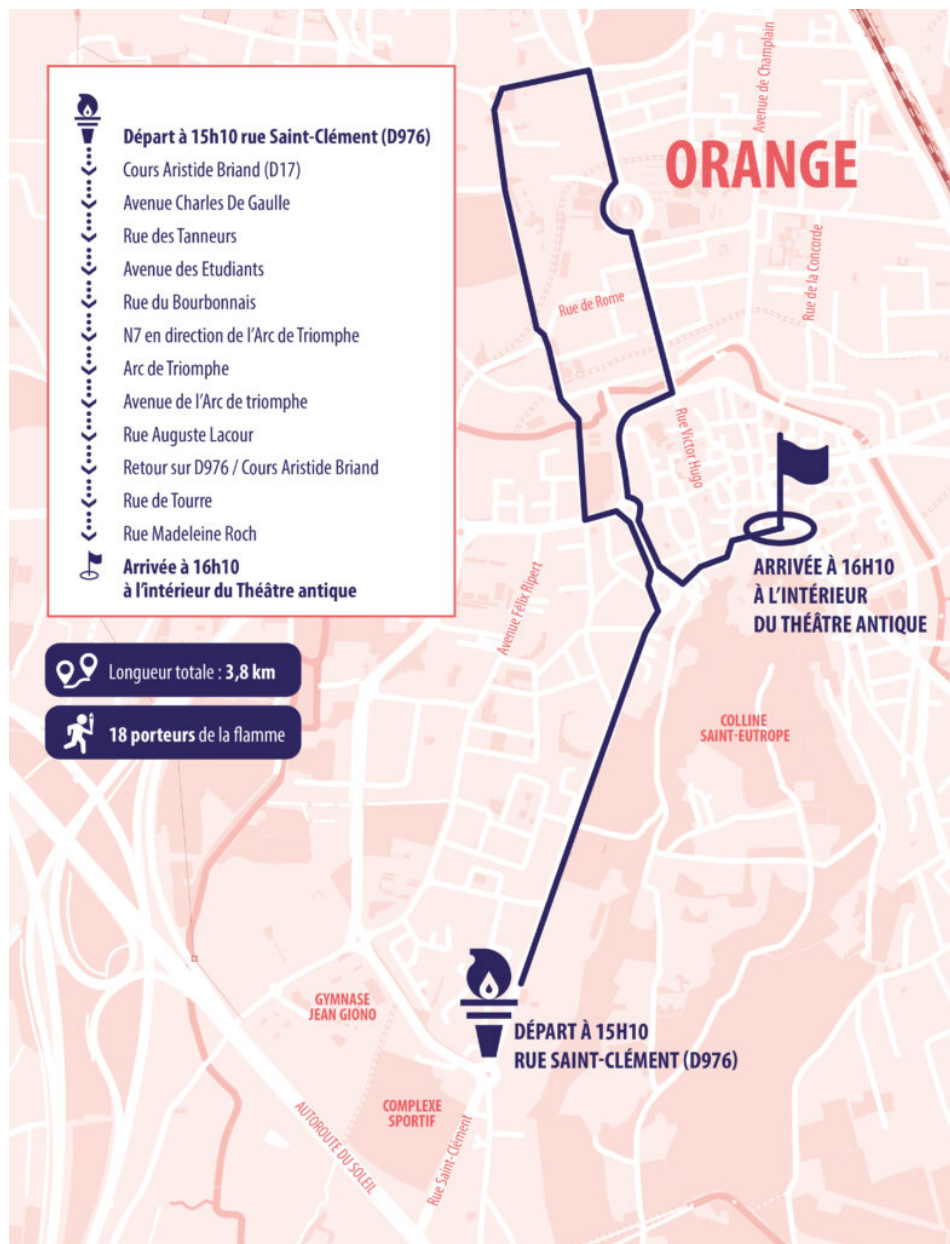 Départ à 15h10 rue Saint-Clément (D976)
Cours Aristide Briand (D17)
Avenue Charles De Gaulle
Rue des Tanneurs
Avenue des Etudiants
Rue du Bourbonnais
N7 en direction de l'Arc de Triomphe
Arc de Triomphe
Avenue de l'Arc de triomphe
Rue Auguste Lacour
Retour sur D976 / Cours Aristide Briand
Rue de Tourre
Rue Madeleine Roch
Arrivée à 16h10
à l'intérieur du Théâtre antique
Longueur totale : 3,8 km
18 porteurs de la flamme
Avenue de Champlain
ORANGE
Rue de la Concorde
Rue de Rome
Rue Victor Hugo
ARRIVÉE À 16H10
À L'INTÉRIEUR
DU THÉÂTRE ANTIQUE
Avenue Félix Ripert
COLLINE
SAINT-EUTROPE
GYMNASE
JEAN GIONO
DÉPART À 15H10
RUE SAINT-CLÉMENT (D976)
COMPLEXE
SPORTIF
AUTOROUTE DU SOLEIL
Rue Saint-Clément